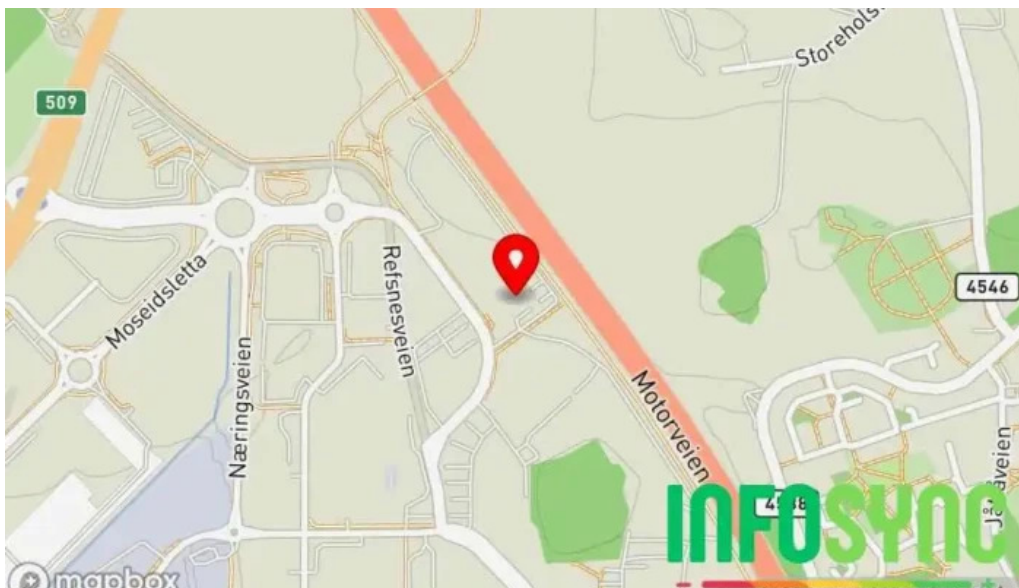 Storehols
509
Moseidsletta
Refsnesveien
4546
Næringsveien
Motorveien
INFOSYNC
mapbox